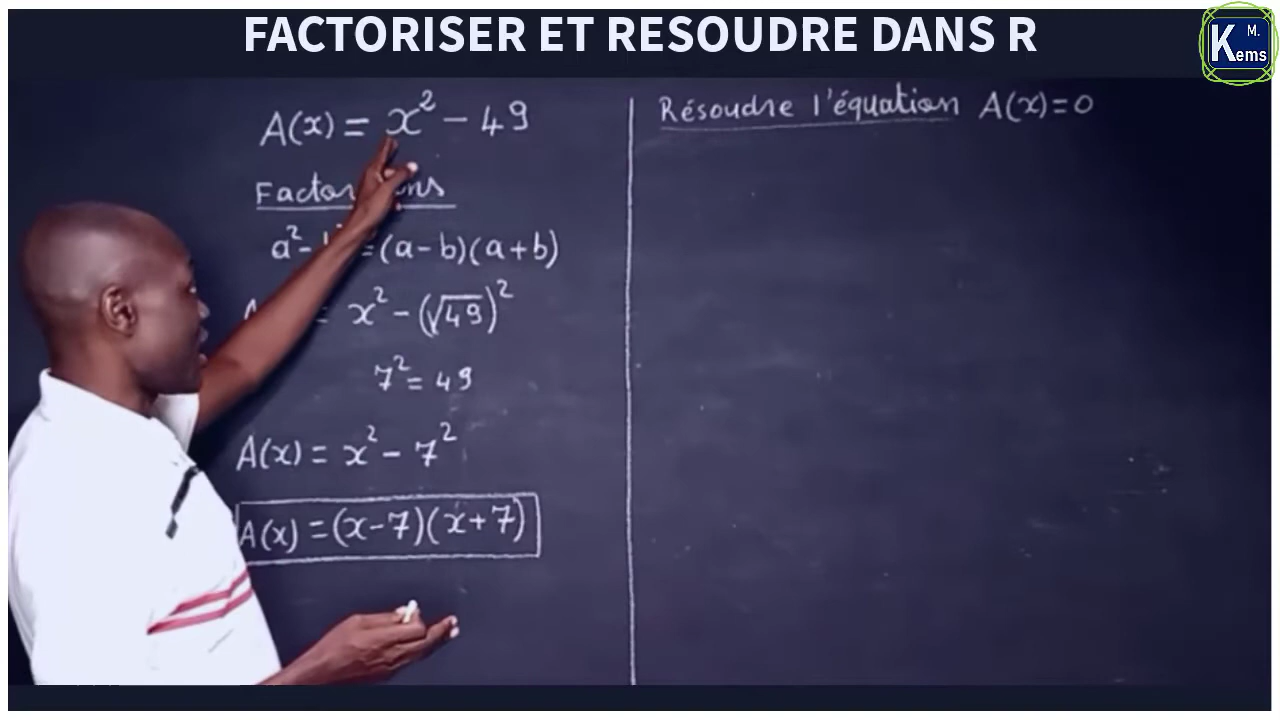 FACTORISER ET RESOUDRE DANS R
K M.
ems
A(x) = x² - 49
a² - = (a - b)(a + b)
= x² - (√49)²
7² = 49
A(x) = x² - 7²
A(x) = (x - 7)(x + 7)
Résoudre l'équation A(x) = 0